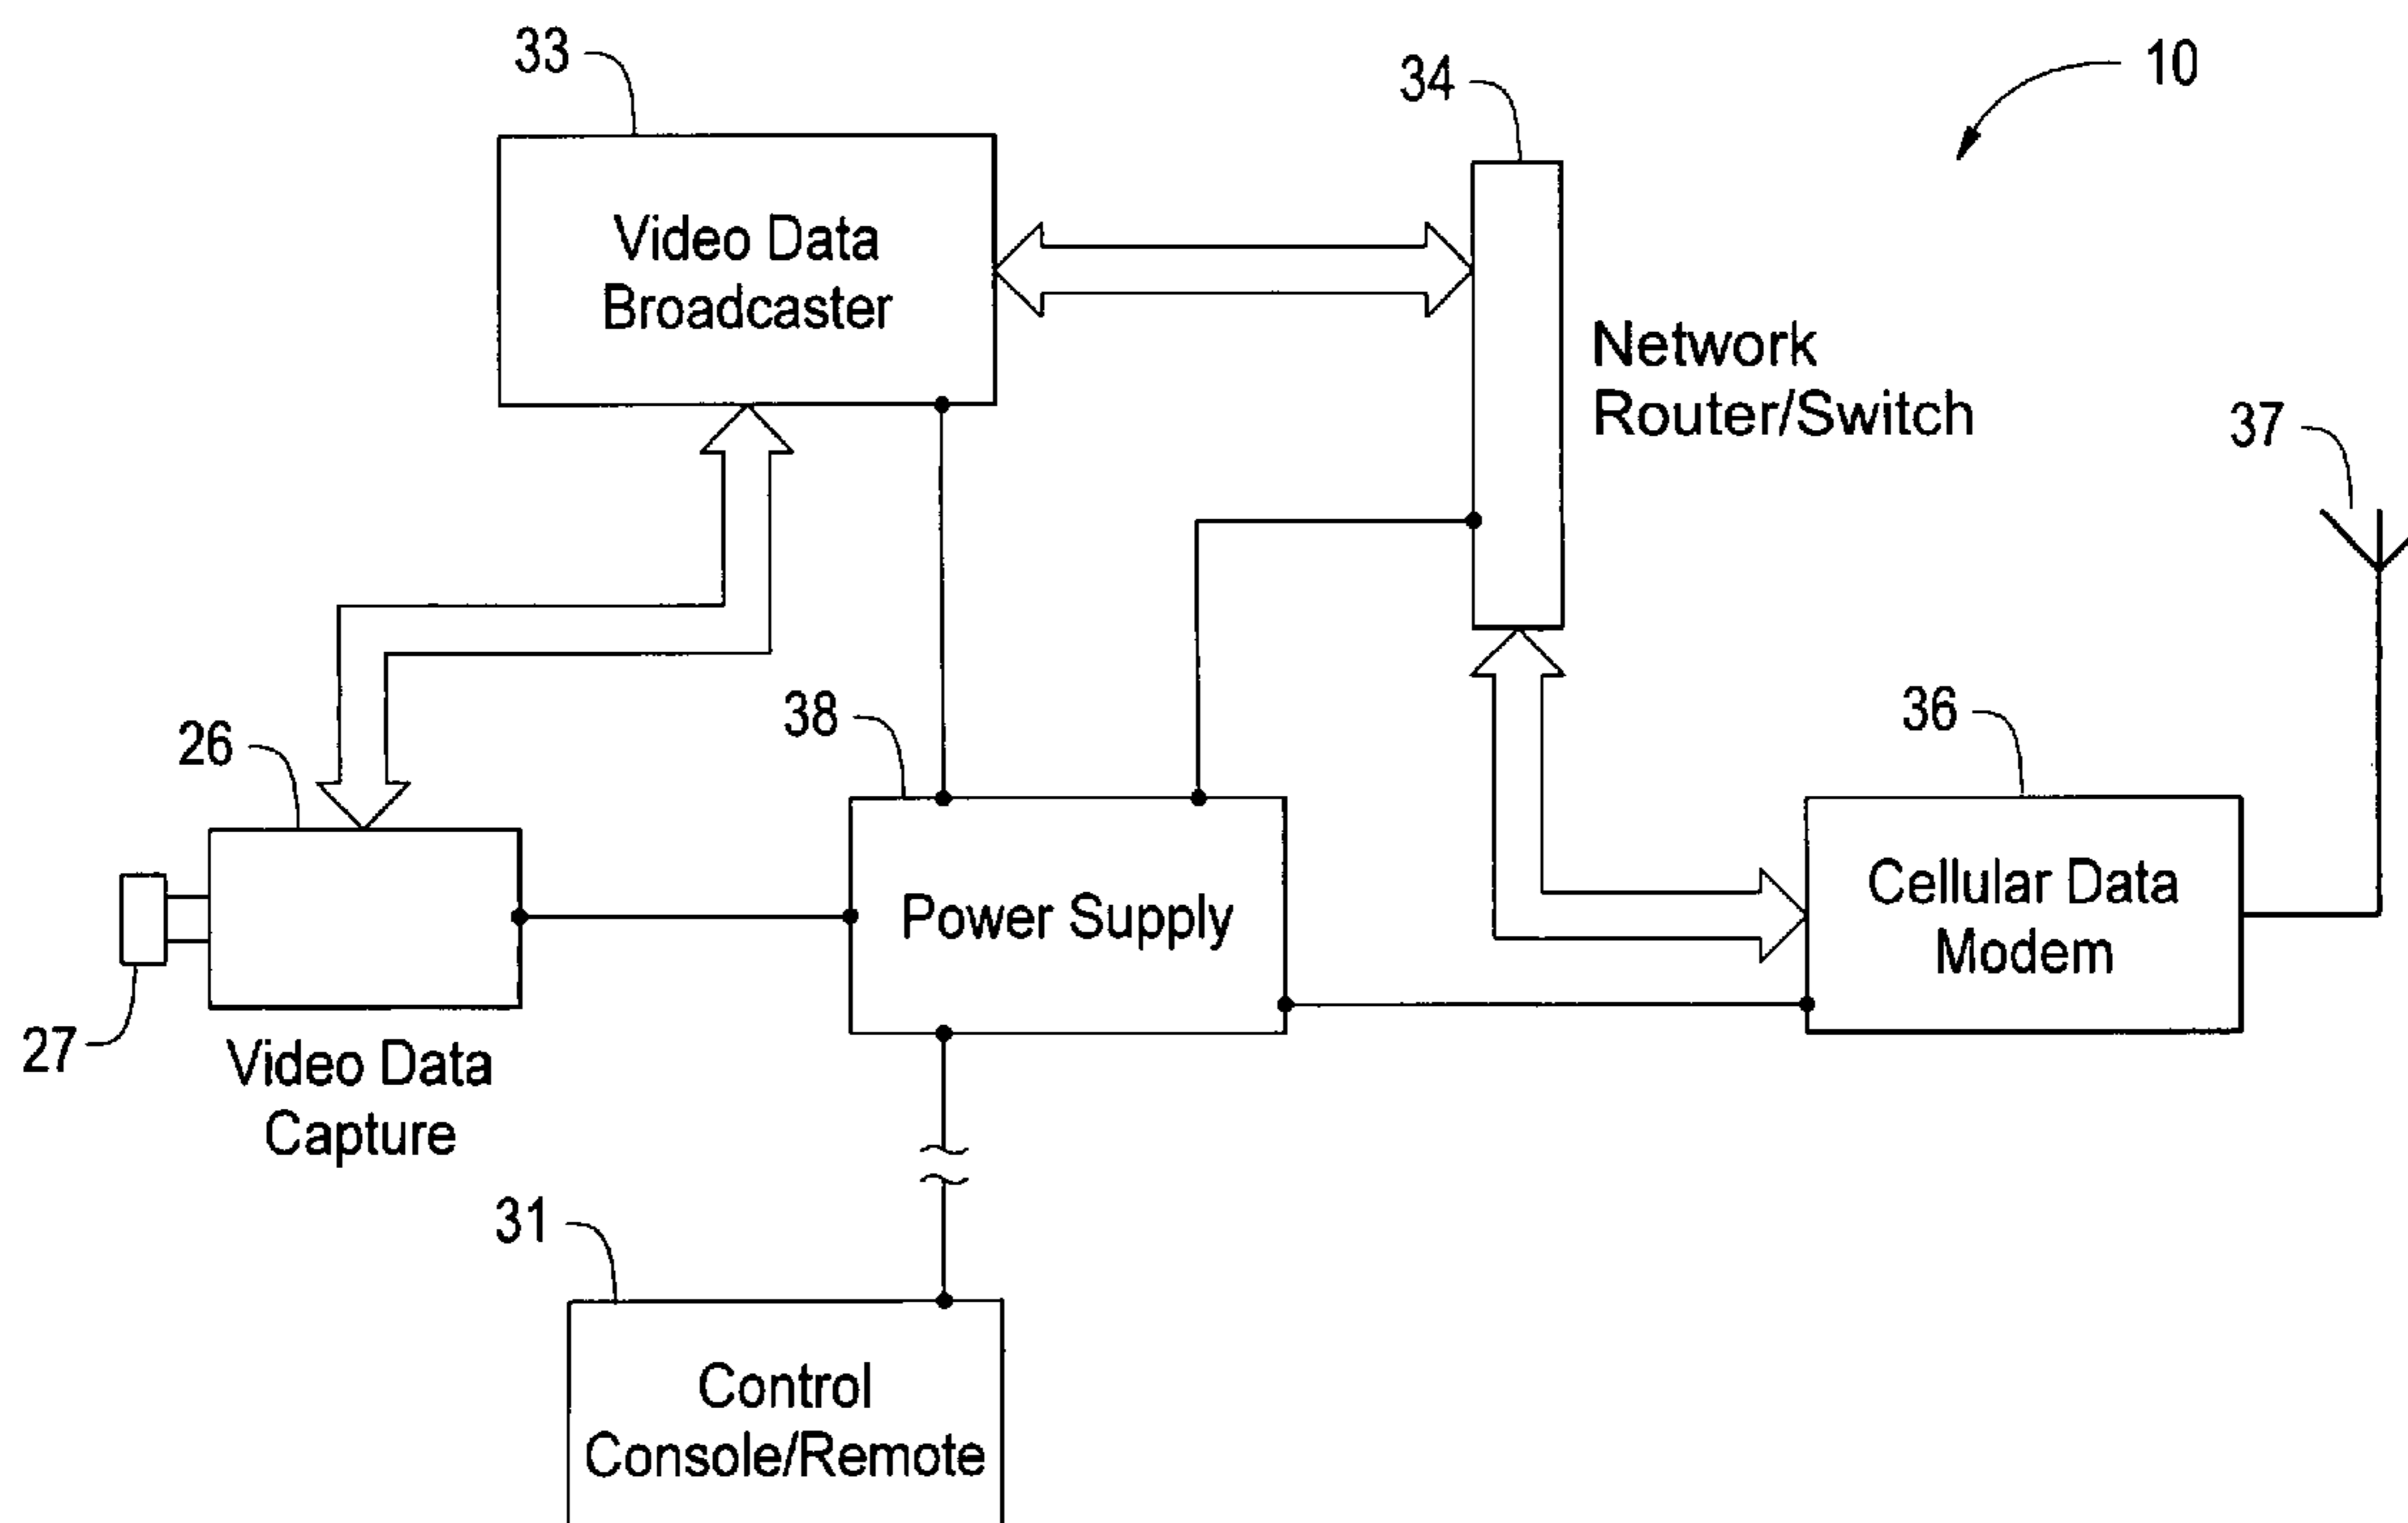 33
34
10
Video Data
Broadcaster
Network
Router/Switch
37
38
26
36
Power Supply
Cellular Data
Modem
27
Video Data
Capture
31
Control
Console/Remote